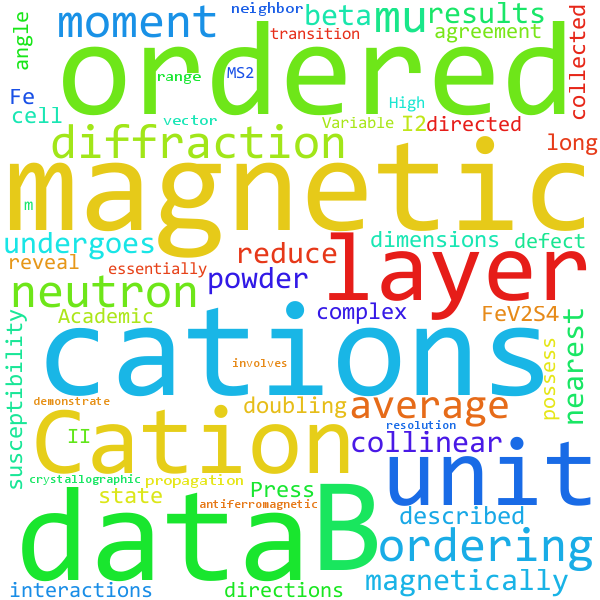 neighbor
moment
mu
beta
results
angle
transition
agreement
collected
ordered
range
MS2
Fe
High
cell
vector
Variable
I2
directed
diffraction
long
magnetic
m
undergoes
dimensions
defect
reveal
essentially
reduce
layer
powder
neutron
complex
FeV2S4
Academic
susceptibility
cations
nearest
possess
involves
demonstrate
doubling
average
Cation
II
resolution
collinear
unit
crystallographic
propagation
Press
state
antiferromagnetic
data
B
described
ordering
magnetically
interactions
directions